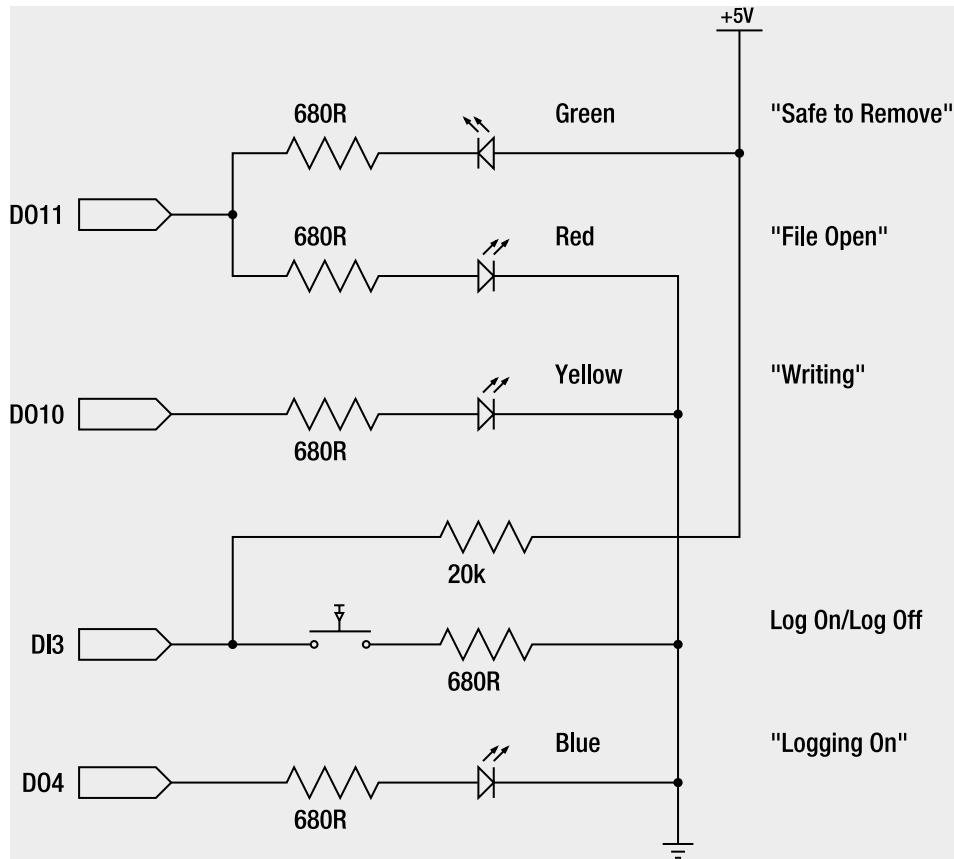 +5V
680R Green "Safe to Remove"
DO11
680R Red "File Open"
Yellow "Writing"
DO10
680R
20k
Log On/Log Off
DI3
680R
Blue "Logging On"
DO4
680R